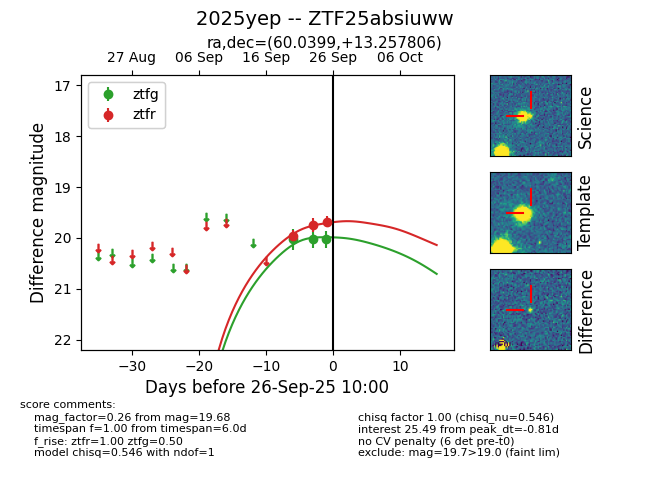 2025yep -- ZTF25absiuww
ra,dec=(60.0399,+13.257806)
27 Aug 06 Sep 16 Sep 26 Sep 06 Oct
ztfg
ztfr
17
18
19
20
21
22
Difference magnitude
−30 −20 −10 0 10
Days before 26-Sep-25 10:00
Science
Template
Difference
score comments:
mag_factor=0.26 from mag=19.68
timespan f=1.00 from timespan=6.0d
f_rise: ztfr=1.00 ztfg=0.50
model chisq=0.546 with ndof=1
chisq factor 1.00 (chisq_nu=0.546)
interest 25.49 from peak_dt=-0.81d
no CV penalty (6 det pre-t0)
exclude: mag=19.7>19.0 (faint lim)